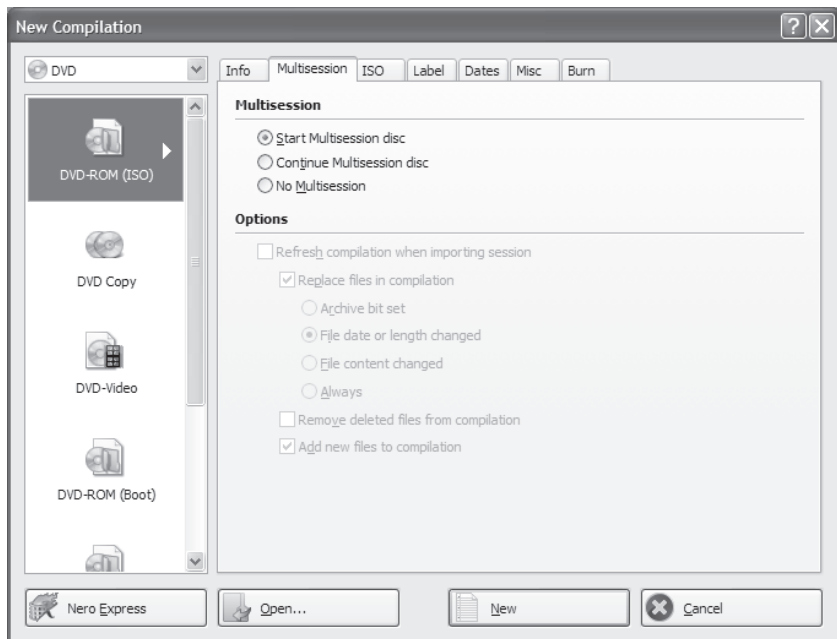 New Compilation
DVD
DVD-ROM (ISO)
DVD Copy
DVD-Video
DVD-ROM (Boot)
Info Multisession ISO Label Dates Misc Burn
Multisession
Start Multisession disc
Continue Multisession disc
No Multisession
Options
Refresh compilation when importing session
Replace files in compilation
Archive bit set
File date or length changed
File content changed
Always
Remove deleted files from compilation
Add new files to compilation
Nero Express Open... New Cancel